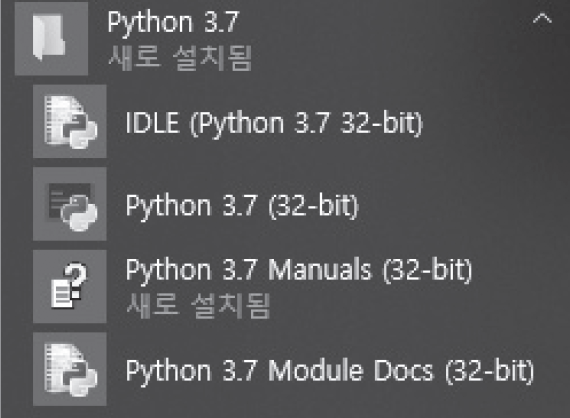 Python 3.7
새로 설치됨
IDLE (Python 3.7 32-bit)
Python 3.7 (32-bit)
Python 3.7 Manuals (32-bit)
새로 설치됨
Python 3.7 Module Docs (32-bit)